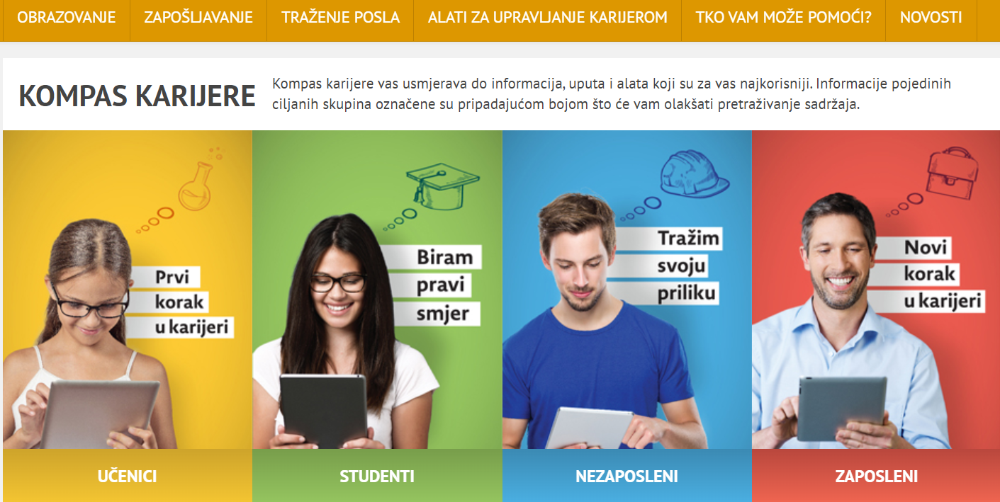 OBRAZOVANJE
ZAPOŠLJAVANJE
TRAŽENJE POSLA
ALATI ZA UPRAVLJANJE KARIJEROM
TKO VAM MOŽE POMOĆI?
NOVOSTI
KOMPAS KARIJERE
Kompas karijere vas usmjerava do informacija, uputa i alata koji su za vas najkorisniji. Informacije pojedinih
ciljanih skupina označene su pripadajućom bojom što će vam olakšati pretraživanje sadržaja.
Prvi
korak
u karijeri
UČENICI
Biram
pravi
smjer
STUDENTI
Tražim
svoju
priliku
NEZAPOSLENI
Novi
korak
u karijeri
ZAPOSLENI